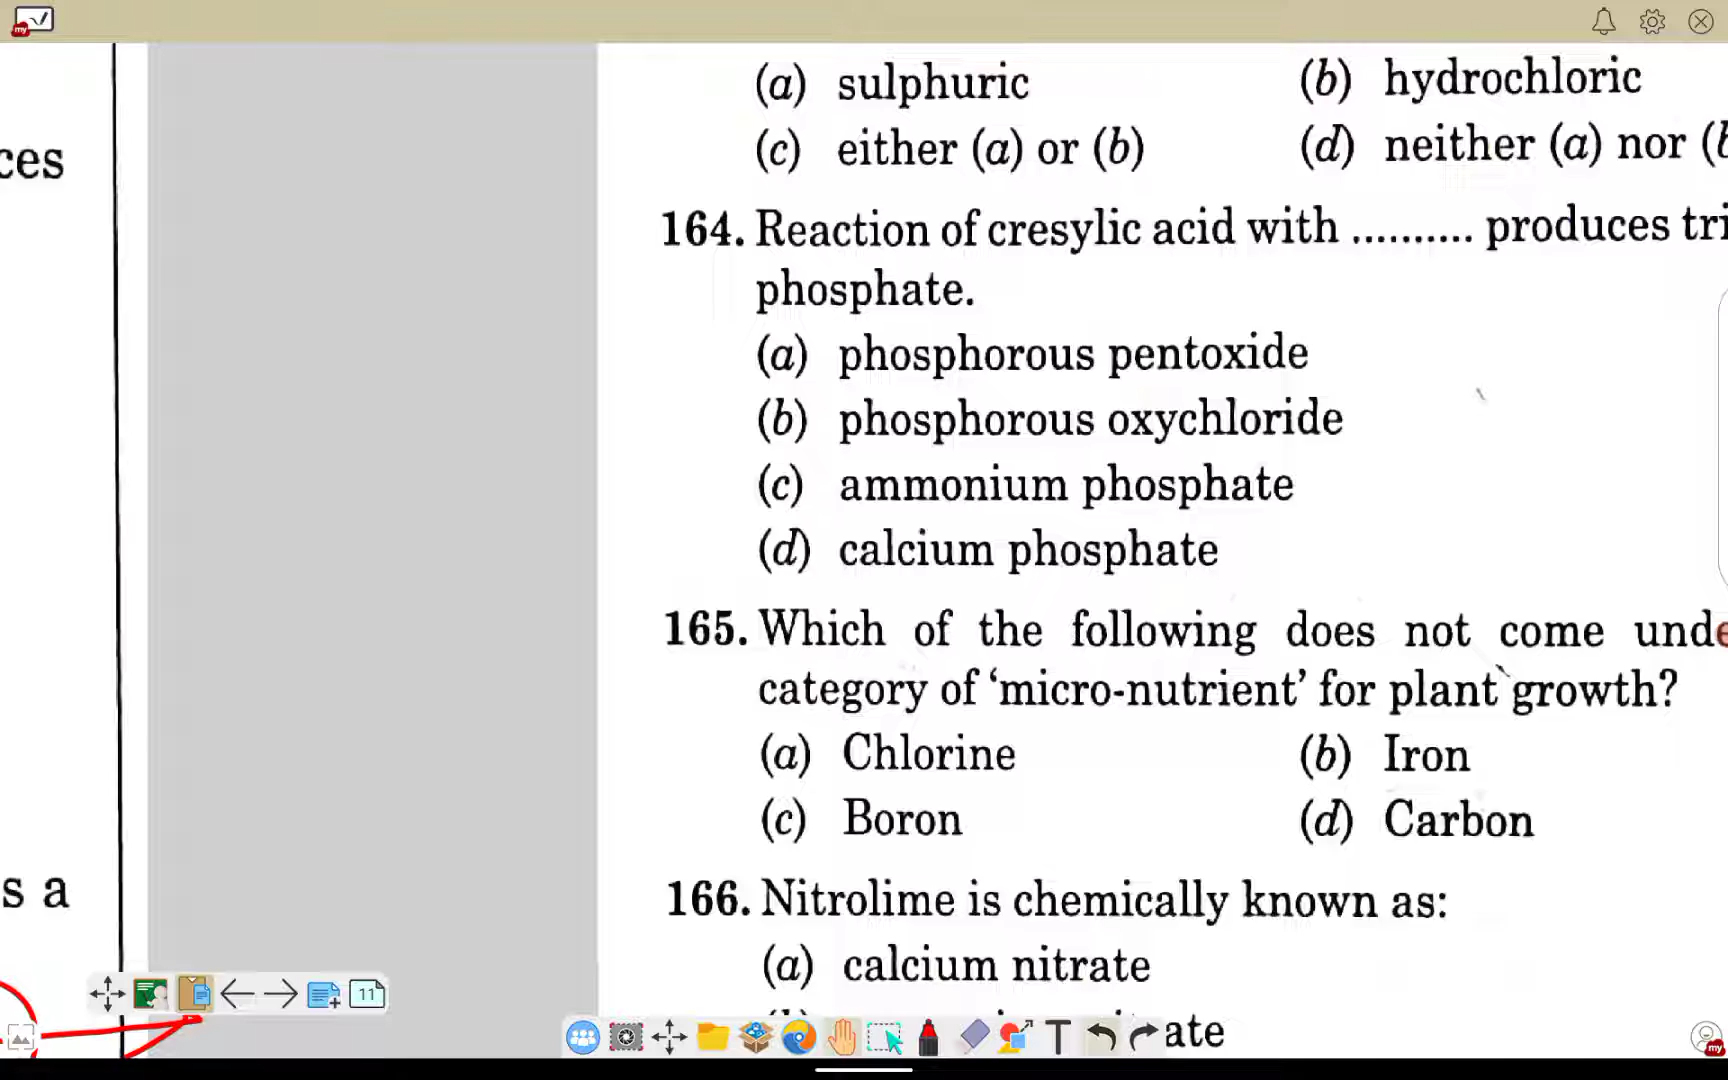 ces
s a
(a) sulphuric (b) hydrochloric
(c) either (a) or (b) (d) neither (a) nor (b
164. Reaction of cresylic acid with .......... produces tri
phosphate.
(a) phosphorous pentoxide
(b) phosphorous oxychloride
(c) ammonium phosphate
(d) calcium phosphate
165. Which of the following does not come unde
category of ‘micro-nutrient’ for plant growth?
(a) Chlorine (b) Iron
(c) Boron (d) Carbon
166. Nitrolime is chemically known as:
(a) calcium nitrate
ate
11
my
my